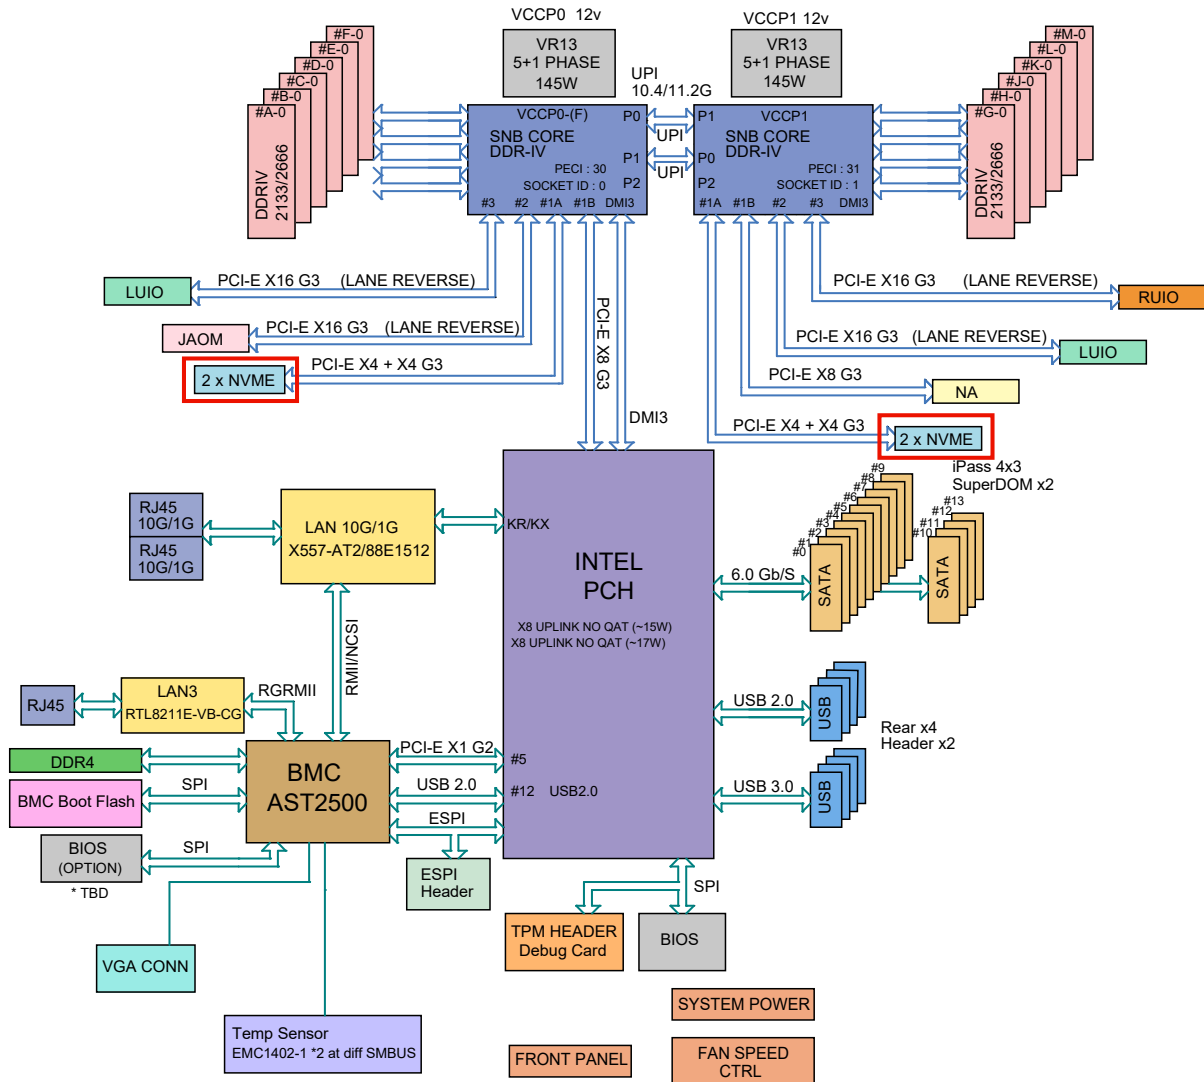 VCCP0 12v
VCCP1 12v
VR13
5+1 PHASE
145W
VR13
5+1 PHASE
145W
#F-0
#E-0
#D-0
#C-0
#B-0
#A-0
DDRIV
2133/2666
#M-0
#L-0
#K-0
#J-0
#H-0
#G-0
DDRIV
2133/2666
UPI
10.4/11.2G
UPI
UPI
VCCP0-(F)
P0
SNB CORE
DDR-IV
P1
PECI : 30
P2
SOCKET ID : 0
#3
#2
#1A
#1B
DMI3
P1
VCCP1
SNB CORE
DDR-IV
P0
PECI : 31
P2
SOCKET ID : 1
#1A
#1B
#2
#3
DMI3
PCI-E X16 G3 (LANE REVERSE)
LUIO
PCI-E X16 G3 (LANE REVERSE)
JAOM
PCI-E X4 + X4 G3
2 x NVME
PCI-E X8 G3
DMI3
PCI-E X16 G3 (LANE REVERSE)
RUIO
PCI-E X16 G3 (LANE REVERSE)
LUIO
PCI-E X8 G3
NA
PCI-E X4 + X4 G3
2 x NVME
iPass 4x3
SuperDOM x2
RJ45
10G/1G
RJ45
10G/1G
LAN 10G/1G
X557-AT2/88E1512
KR/KX
INTEL
PCH
X8 UPLINK NO QAT (~15W)
X8 UPLINK NO QAT (~17W)
#5
#12 USB2.0
6.0 Gb/S
#9
#8
#7
#6
#5
#4
#3
#2
#1
#0
SATA
#13
#12
#11
#10
SATA
RMII/NCSI
RJ45
LAN3
RTL8211E-VB-CG
RGRMII
USB 2.0
USB
Rear x4
Header x2
USB 3.0
USB
DDR4
BMC Boot Flash
SPI
BIOS
(OPTION)
* TBD
SPI
BMC
AST2500
PCI-E X1 G2
USB 2.0
ESPI
ESPI
Header
SPI
TPM HEADER
Debug Card
BIOS
VGA CONN
Temp Sensor
EMC1402-1 *2 at diff SMBUS
SYSTEM POWER
FRONT PANEL
FAN SPEED
CTRL